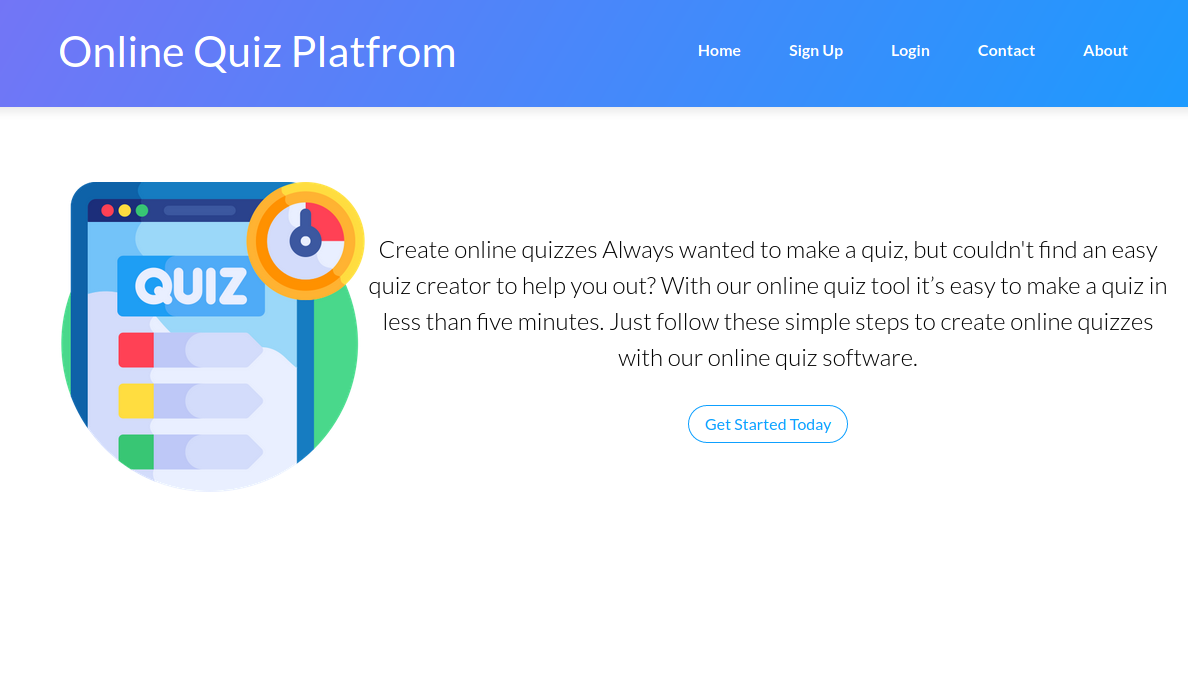 Online Quiz Platfrom
Home Sign Up Login Contact About
QUIZ
Create online quizzes Always wanted to make a quiz, but couldn't find an easy
quiz creator to help you out? With our online quiz tool it’s easy to make a quiz in
less than five minutes. Just follow these simple steps to create online quizzes
with our online quiz software.
Get Started Today